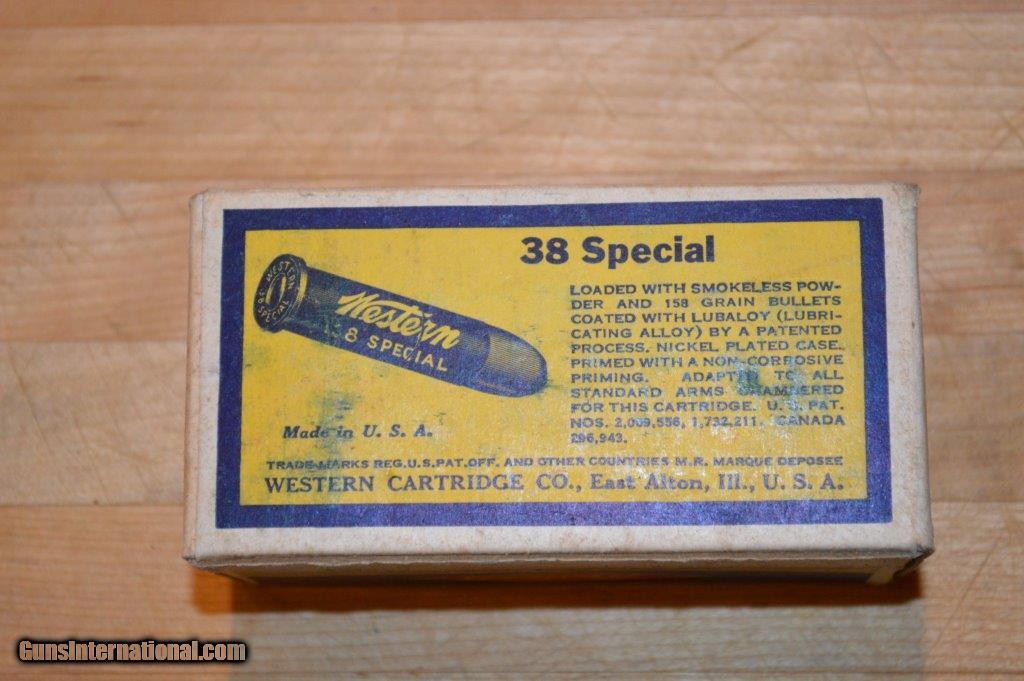 38 Special
WESTERN
38 SPECIAL
Western
8 SPECIAL
LOADED WITH SMOKELESS POW-
DER AND 158 GRAIN BULLETS
COATED WITH LUBALOY (LUBRI-
CATING ALLOY) BY A PATENTED
PROCESS. NICKEL PLATED CASE.
PRIMED WITH A NON-CORROSIVE
PRIMING. ADAPTED TO ALL
STANDARD ARMS CHAMBERED
FOR THIS CARTRIDGE. U. S. PAT.
NOS. 2,009,556, 1,732,211. CANADA
296,943.
Made in U. S. A.
TRADE-MARKS REG. U.S. PAT. OFF. AND OTHER COUNTRIES M.R. MARQUE DEPOSEE
WESTERN CARTRIDGE CO., East Alton, Ill., U. S. A.
GunsInternational.com